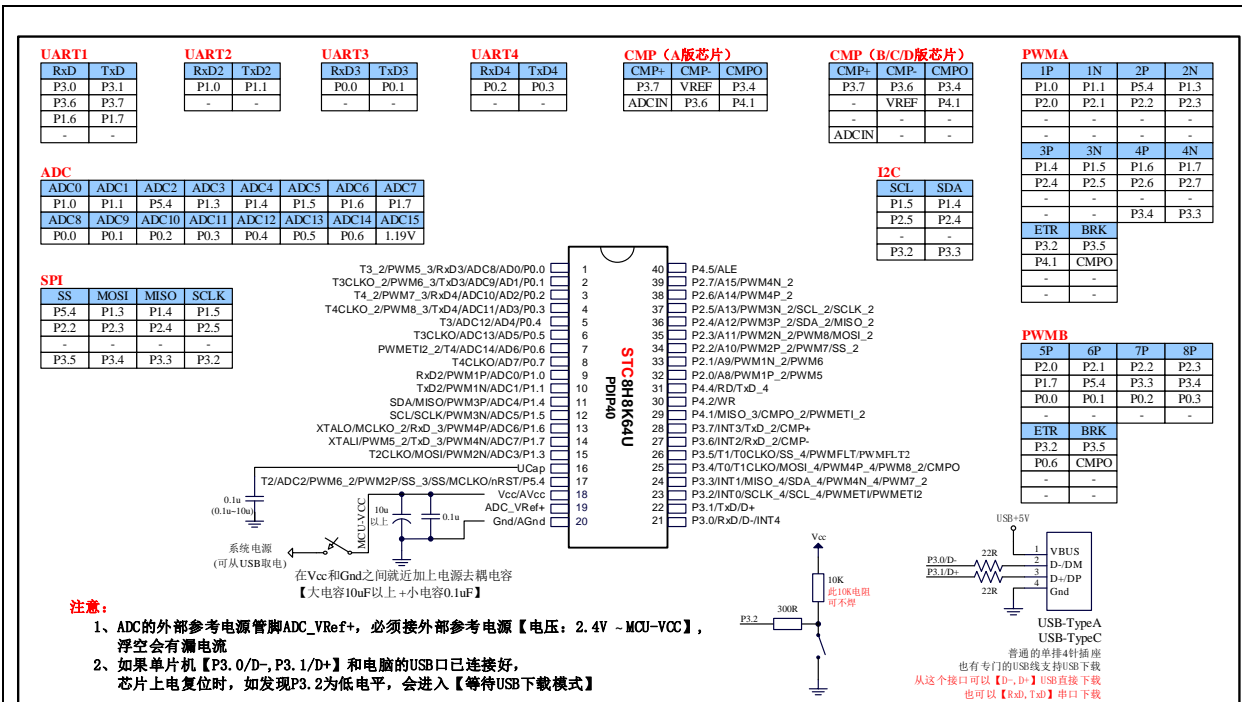 UART1
RxD TxD
P3.0 P3.1
P3.6 P3.7
P1.6 P1.7
- -
UART2
RxD2 TxD2
P1.0 P1.1
- -
UART3
RxD3 TxD3
P0.0 P0.1
- -
UART4
RxD4 TxD4
P0.2 P0.3
- -
CMP（A版芯片）
CMP+ CMP- CMPO
P3.7 VREF P3.4
ADCIN P3.6 P4.1
CMP（B/C/D版芯片）
CMP+ CMP- CMPO
P3.7 P3.6 P3.4
- VREF P4.1
- - -
ADCIN - -
PWMA
1P 1N 2P 2N
P1.0 P1.1 P5.4 P1.3
P2.0 P2.1 P2.2 P2.3
- - - -
- - - -
3P 3N 4P 4N
P1.4 P1.5 P1.6 P1.7
P2.4 P2.5 P2.6 P2.7
- - - -
- - P3.4 P3.3
ETR BRK
P3.2 P3.5
P4.1 CMPO
- -
- -
ADC
ADC0 ADC1 ADC2 ADC3 ADC4 ADC5 ADC6 ADC7
P1.0 P1.1 P5.4 P1.3 P1.4 P1.5 P1.6 P1.7
ADC8 ADC9 ADC10 ADC11 ADC12 ADC13 ADC14 ADC15
P0.0 P0.1 P0.2 P0.3 P0.4 P0.5 P0.6 1.19V
I2C
SCL SDA
P1.5 P1.4
P2.5 P2.4
- -
P3.2 P3.3
SPI
SS MOSI MISO SCLK
P5.4 P1.3 P1.4 P1.5
P2.2 P2.3 P2.4 P2.5
- - - -
P3.5 P3.4 P3.3 P3.2
PWMB
5P 6P 7P 8P
P2.0 P2.1 P2.2 P2.3
P1.7 P5.4 P3.3 P3.4
P0.0 P0.1 P0.2 P0.3
- - - -
ETR BRK
P3.2 P3.5
P0.6 CMPO
- -
- -
T3_2/PWM5_3/RxD3/ADC8/AD0/P0.0 1
T3CLKO_2/PWM6_3/TxD3/ADC9/AD1/P0.1 2
T4_2/PWM7_3/RxD4/ADC10/AD2/P0.2 3
T4CLKO_2/PWM8_3/TxD4/ADC11/AD3/P0.3 4
T3/ADC12/AD4/P0.4 5
T3CLKO/ADC13/AD5/P0.5 6
PWMETI2_2/T4/ADC14/AD6/P0.6 7
T4CLKO/AD7/P0.7 8
RxD2/PWM1P/ADC0/P1.0 9
TxD2/PWM1N/ADC1/P1.1 10
SDA/MISO/PWM3P/ADC4/P1.4 11
SCL/SCLK/PWM3N/ADC5/P1.5 12
XTALO/MCLKO_2/RxD_3/PWM4P/ADC6/P1.6 13
XTALI/PWM5_2/TxD_3/PWM4N/ADC7/P1.7 14
T2CLKO/MOSI/PWM2N/ADC3/P1.3 15
UCap 16
T2/ADC2/PWM6_2/PWM2P/SS_3/SS/MCLKO/nRST/P5.4 17
Vcc/AVcc 18
ADC_VRef+ 19
Gnd/AGnd 20
STC8H8K64U
PDIP40
40 P4.5/ALE
39 P2.7/A15/PWM4N_2
38 P2.6/A14/PWM4P_2
37 P2.5/A13/PWM3N_2/SCL_2/SCLK_2
36 P2.4/A12/PWM3P_2/SDA_2/MISO_2
35 P2.3/A11/PWM2N_2/PWM8/MOSI_2
34 P2.2/A10/PWM2P_2/PWM7/SS_2
33 P2.1/A9/PWM1N_2/PWM6
32 P2.0/A8/PWM1P_2/PWM5
31 P4.4/RD/TxD_4
30 P4.2/WR
29 P4.1/MISO_3/CMPO_2/PWMETI_2
28 P3.7/INT3/TxD_2/CMP+
27 P3.6/INT2/RxD_2/CMP-
26 P3.5/T1/T0CLKO/SS_4/PWMFLT/PWMFLT2
25 P3.4/T0/T1CLKO/MOSI_4/PWM4P_4/PWM8_2/CMPO
24 P3.3/INT1/MISO_4/SDA_4/PWM4N_4/PWM7_2
23 P3.2/INT0/SCLK_4/SCL_4/PWMETI/PWMETI2
22 P3.1/TxD/D+
21 P3.0/RxD/D-/INT4
0.1u
(0.1u~10u)
MCU-VCC
10u
以上
0.1u
系统电源
(可从USB取电)
在Vcc和Gnd之间就近加上电源去耦电容
【大电容10uF以上 +小电容0.1uF】
Vcc
10K
此10K电阻
可不焊
300R
P3.2
USB+5V
P3.0/D-
P3.1/D+
22R
22R
1 VBUS
2 D-/DM
3 D+/DP
4 Gnd
USB-TypeA
USB-TypeC
普通的单排4针插座
也有专门的USB线支持USB下载
从这个接口可以【D-,D+】USB直接下载
也可以【RxD,TxD】串口下载
注意：
1、ADC的外部参考电源管脚ADC_VRef+，必须接外部参考电源【电压：2.4V ~MCU-VCC】,
浮空会有漏电流
2、如果单片机【P3.0/D-,P3.1/D+】和电脑的USB口已连接好，
芯片上电复位时，如发现P3.2为低电平，会进入【等待USB下载模式】